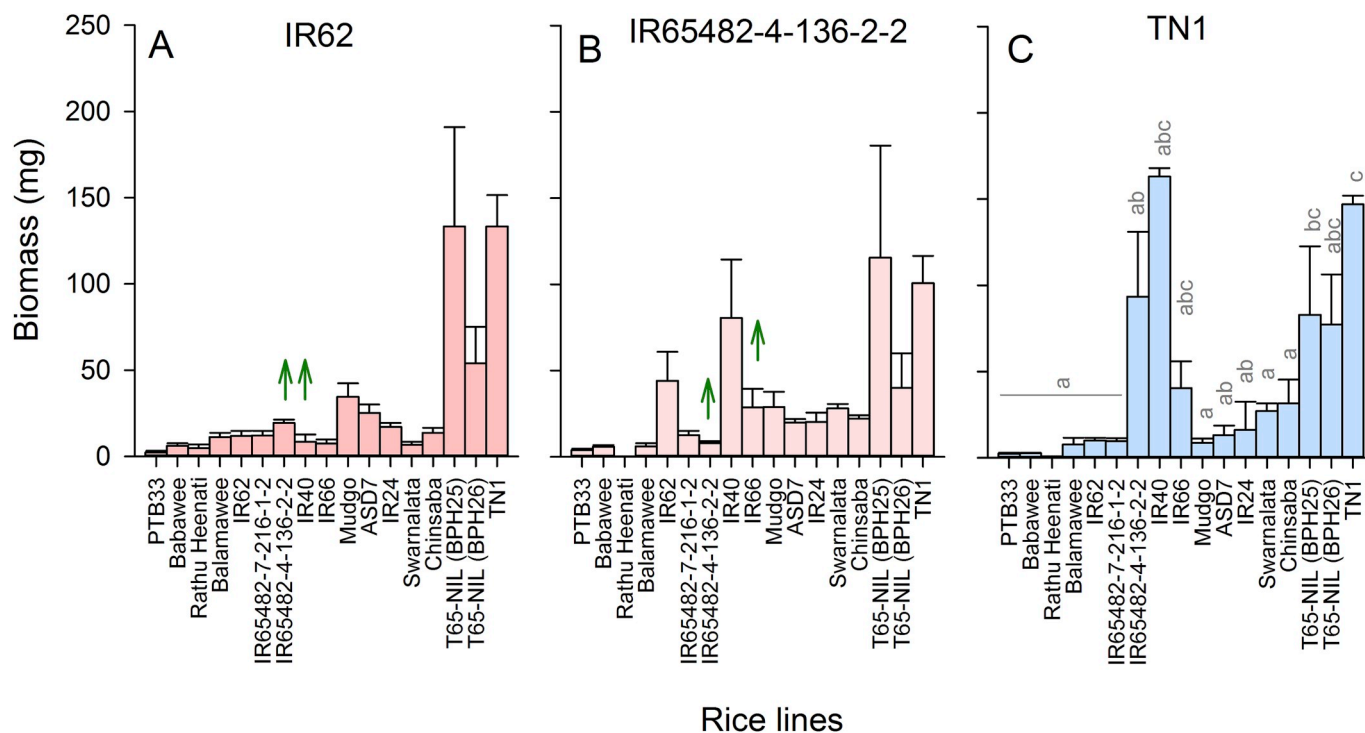 A
IR62
B
IR65482-4-136-2-2
C
TN1
Biomass (mg)
250
200
150
100
50
0
PTB33
Babawee
Rathu Heenati
Balamawee
IR62
IR65482-7-216-1-2
IR65482-4-136-2-2
IR40
IR66
Mudgo
ASD7
IR24
Swarnalata
Chinsaba
T65-NIL (BPH25)
T65-NIL (BPH26)
TN1
PTB33
Babawee
Rathu Heenati
Balamawee
IR62
IR65482-7-216-1-2
IR65482-4-136-2-2
IR40
IR66
Mudgo
ASD7
IR24
Swarnalata
Chinsaba
T65-NIL (BPH25)
T65-NIL (BPH26)
TN1
a
ab
abc
abc
a
ab
ab
a
a
bc
abc
c
PTB33
Babawee
Rathu Heenati
Balamawee
IR62
IR65482-7-216-1-2
IR65482-4-136-2-2
IR40
IR66
Mudgo
ASD7
IR24
Swarnalata
Chinsaba
T65-NIL (BPH25)
T65-NIL (BPH26)
TN1
Rice lines